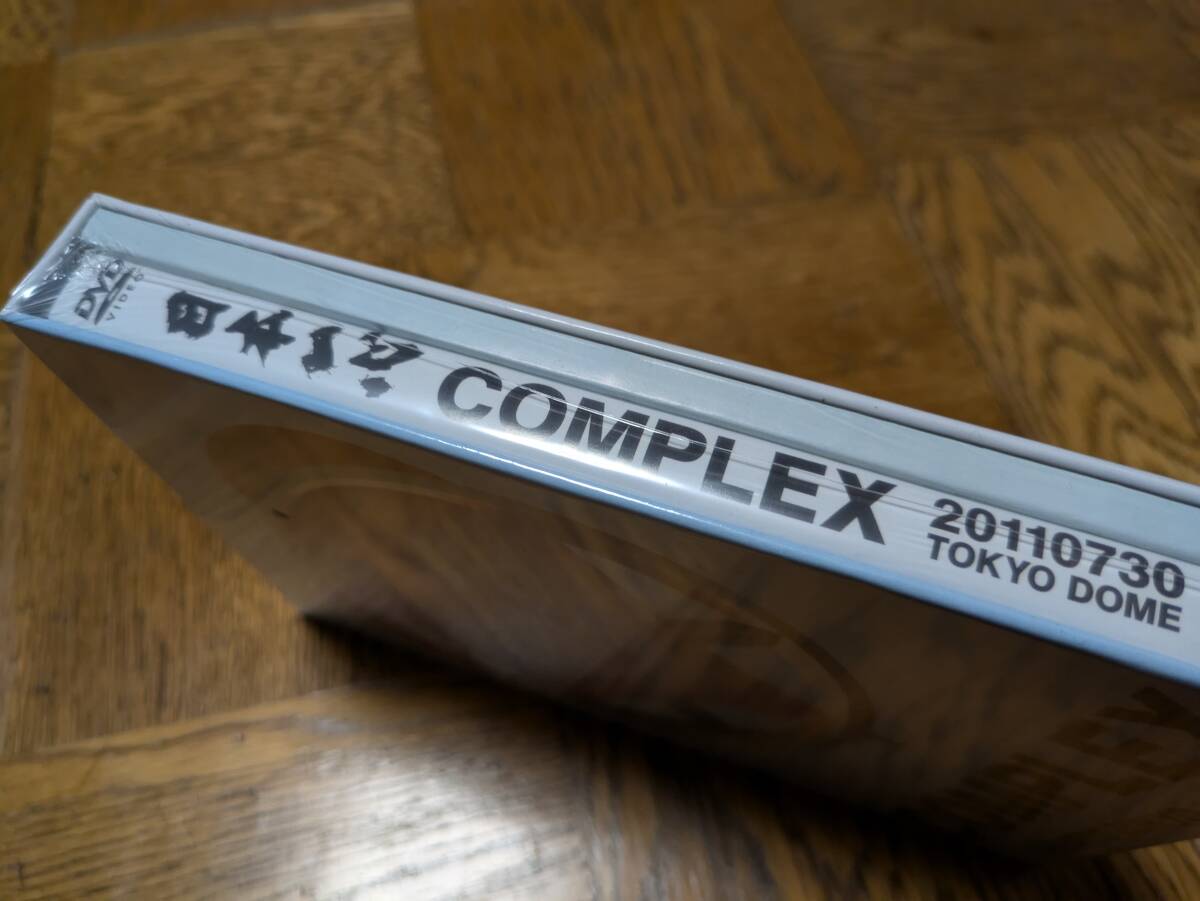 DVD
VIDEO
日本一心
COMPLEX
20110730
TOKYO DOME